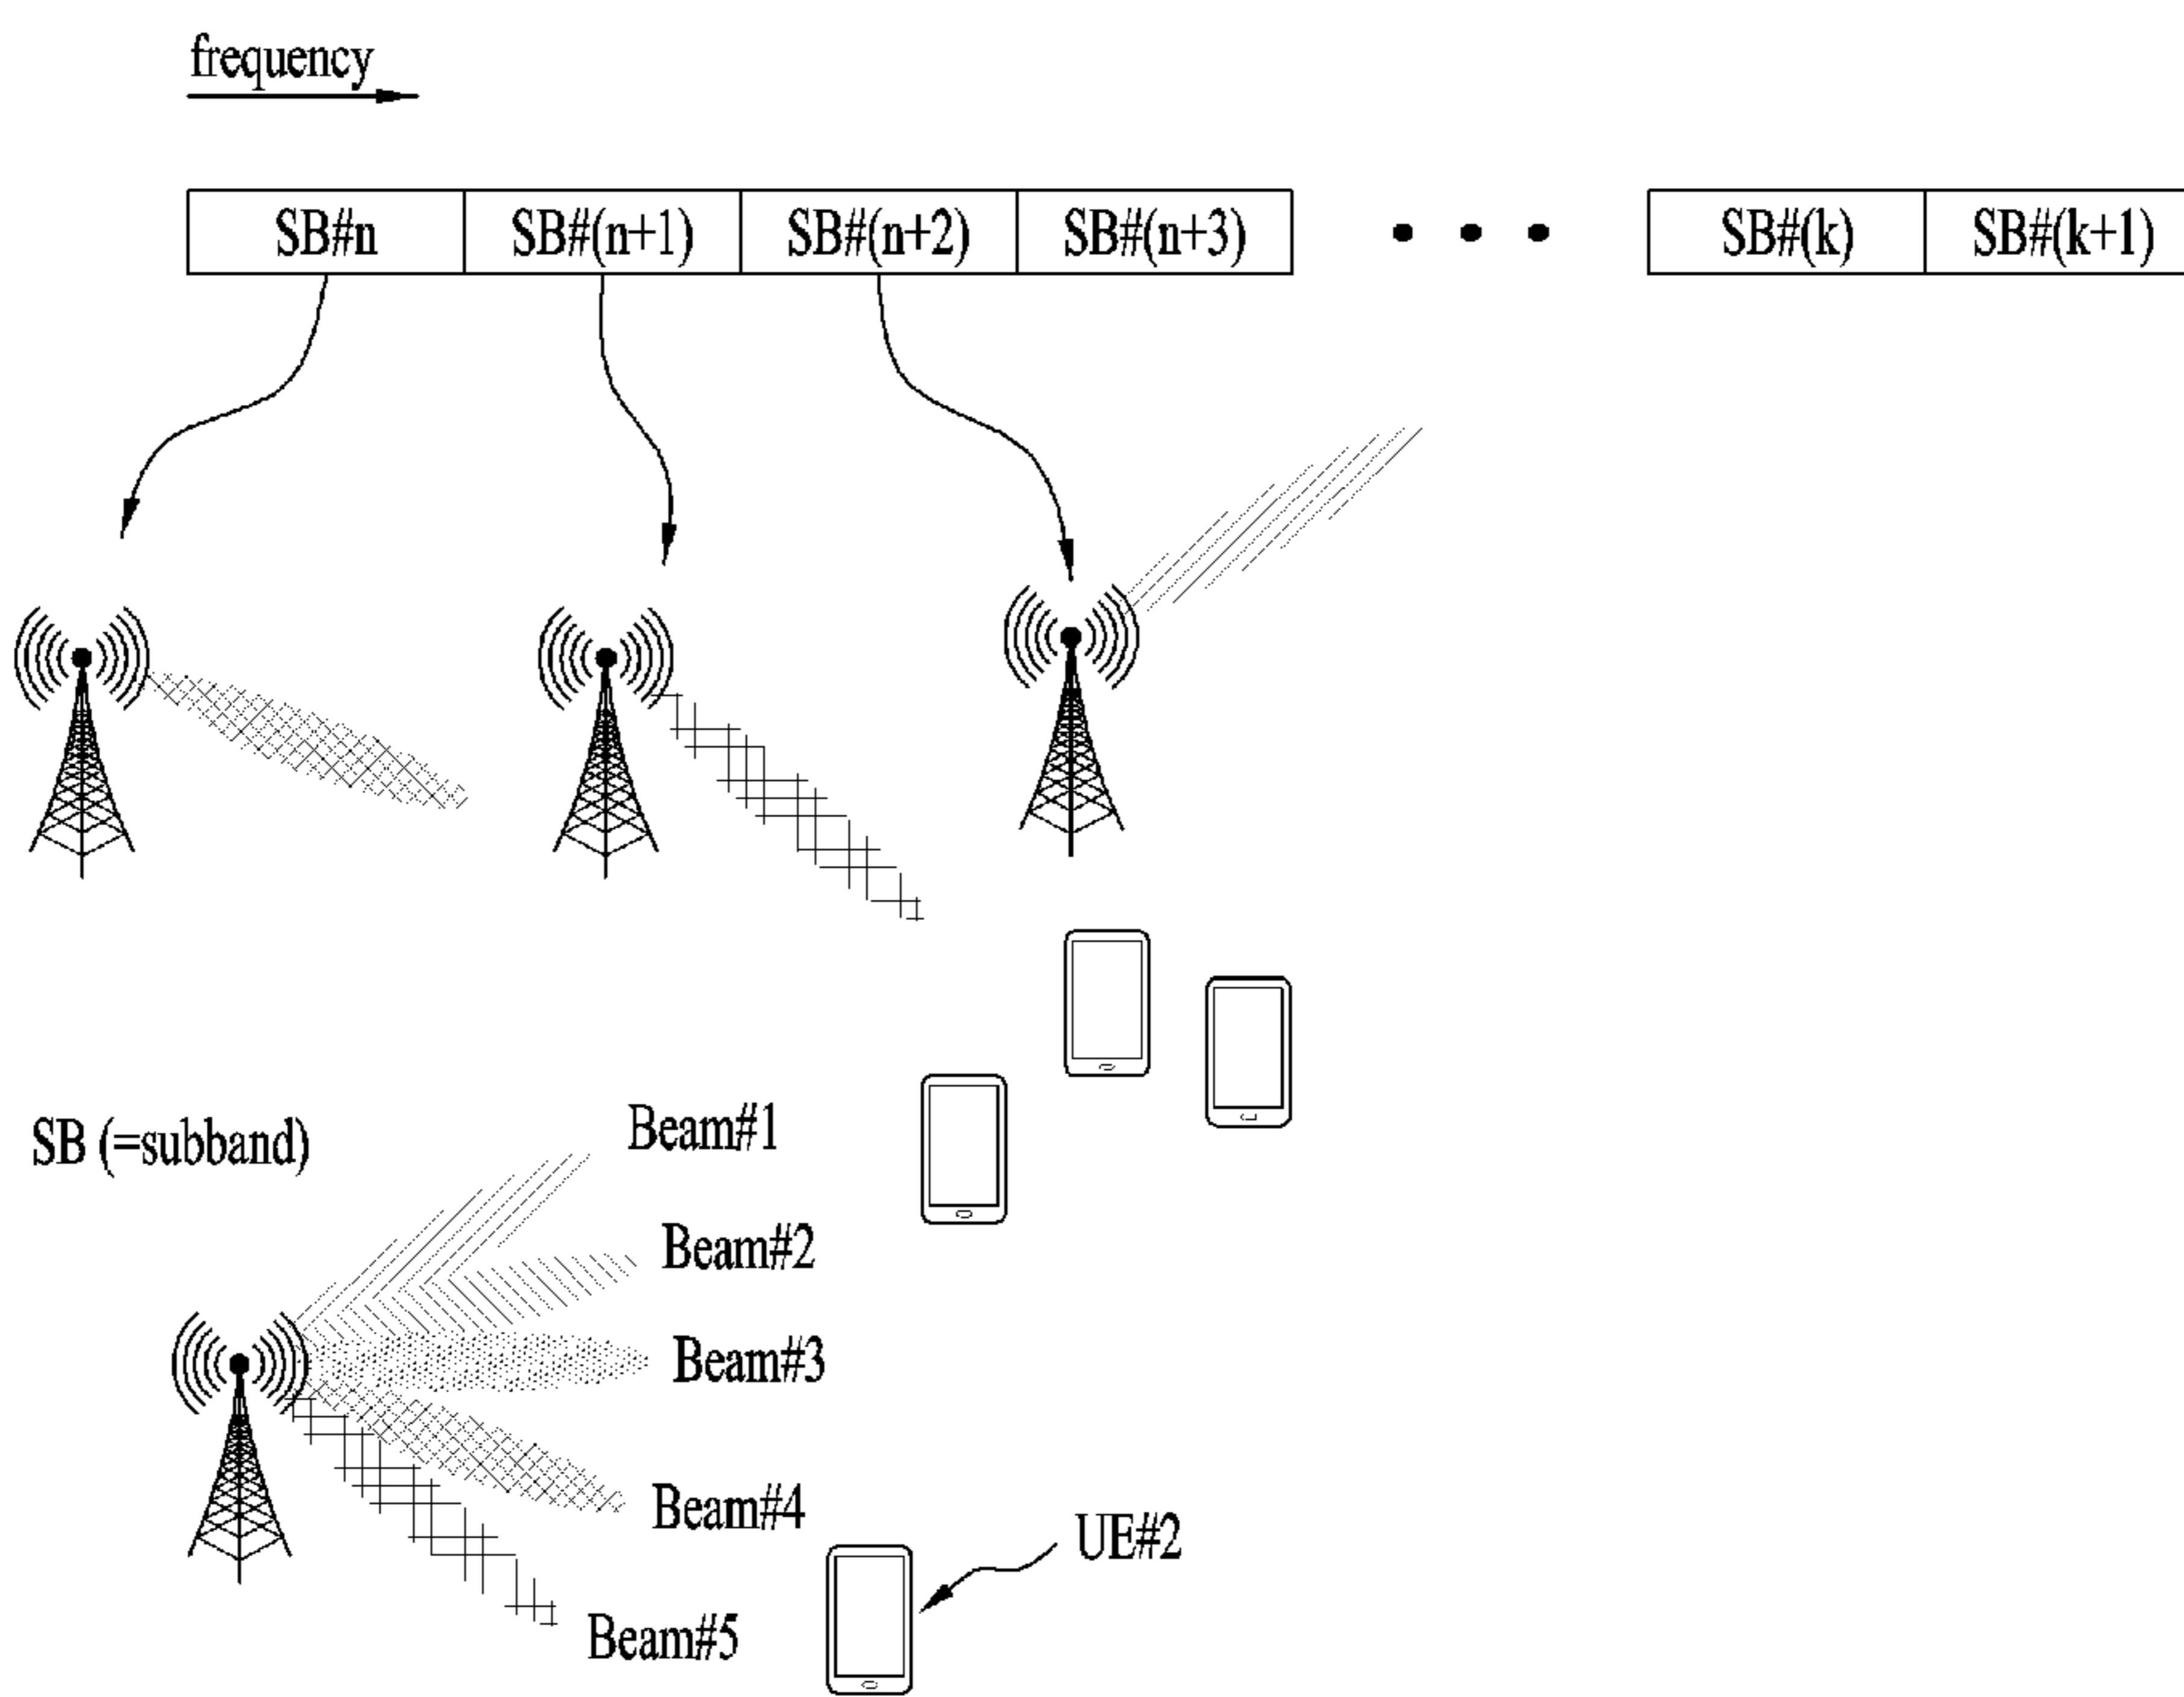 frequency
SB#n SB#(n+1) SB#(n+2) SB#(n+3) • • • SB#(k) SB#(k+1)
SB (=subband)
Beam#1
Beam#2
Beam#3
Beam#4
UE#2
Beam#5